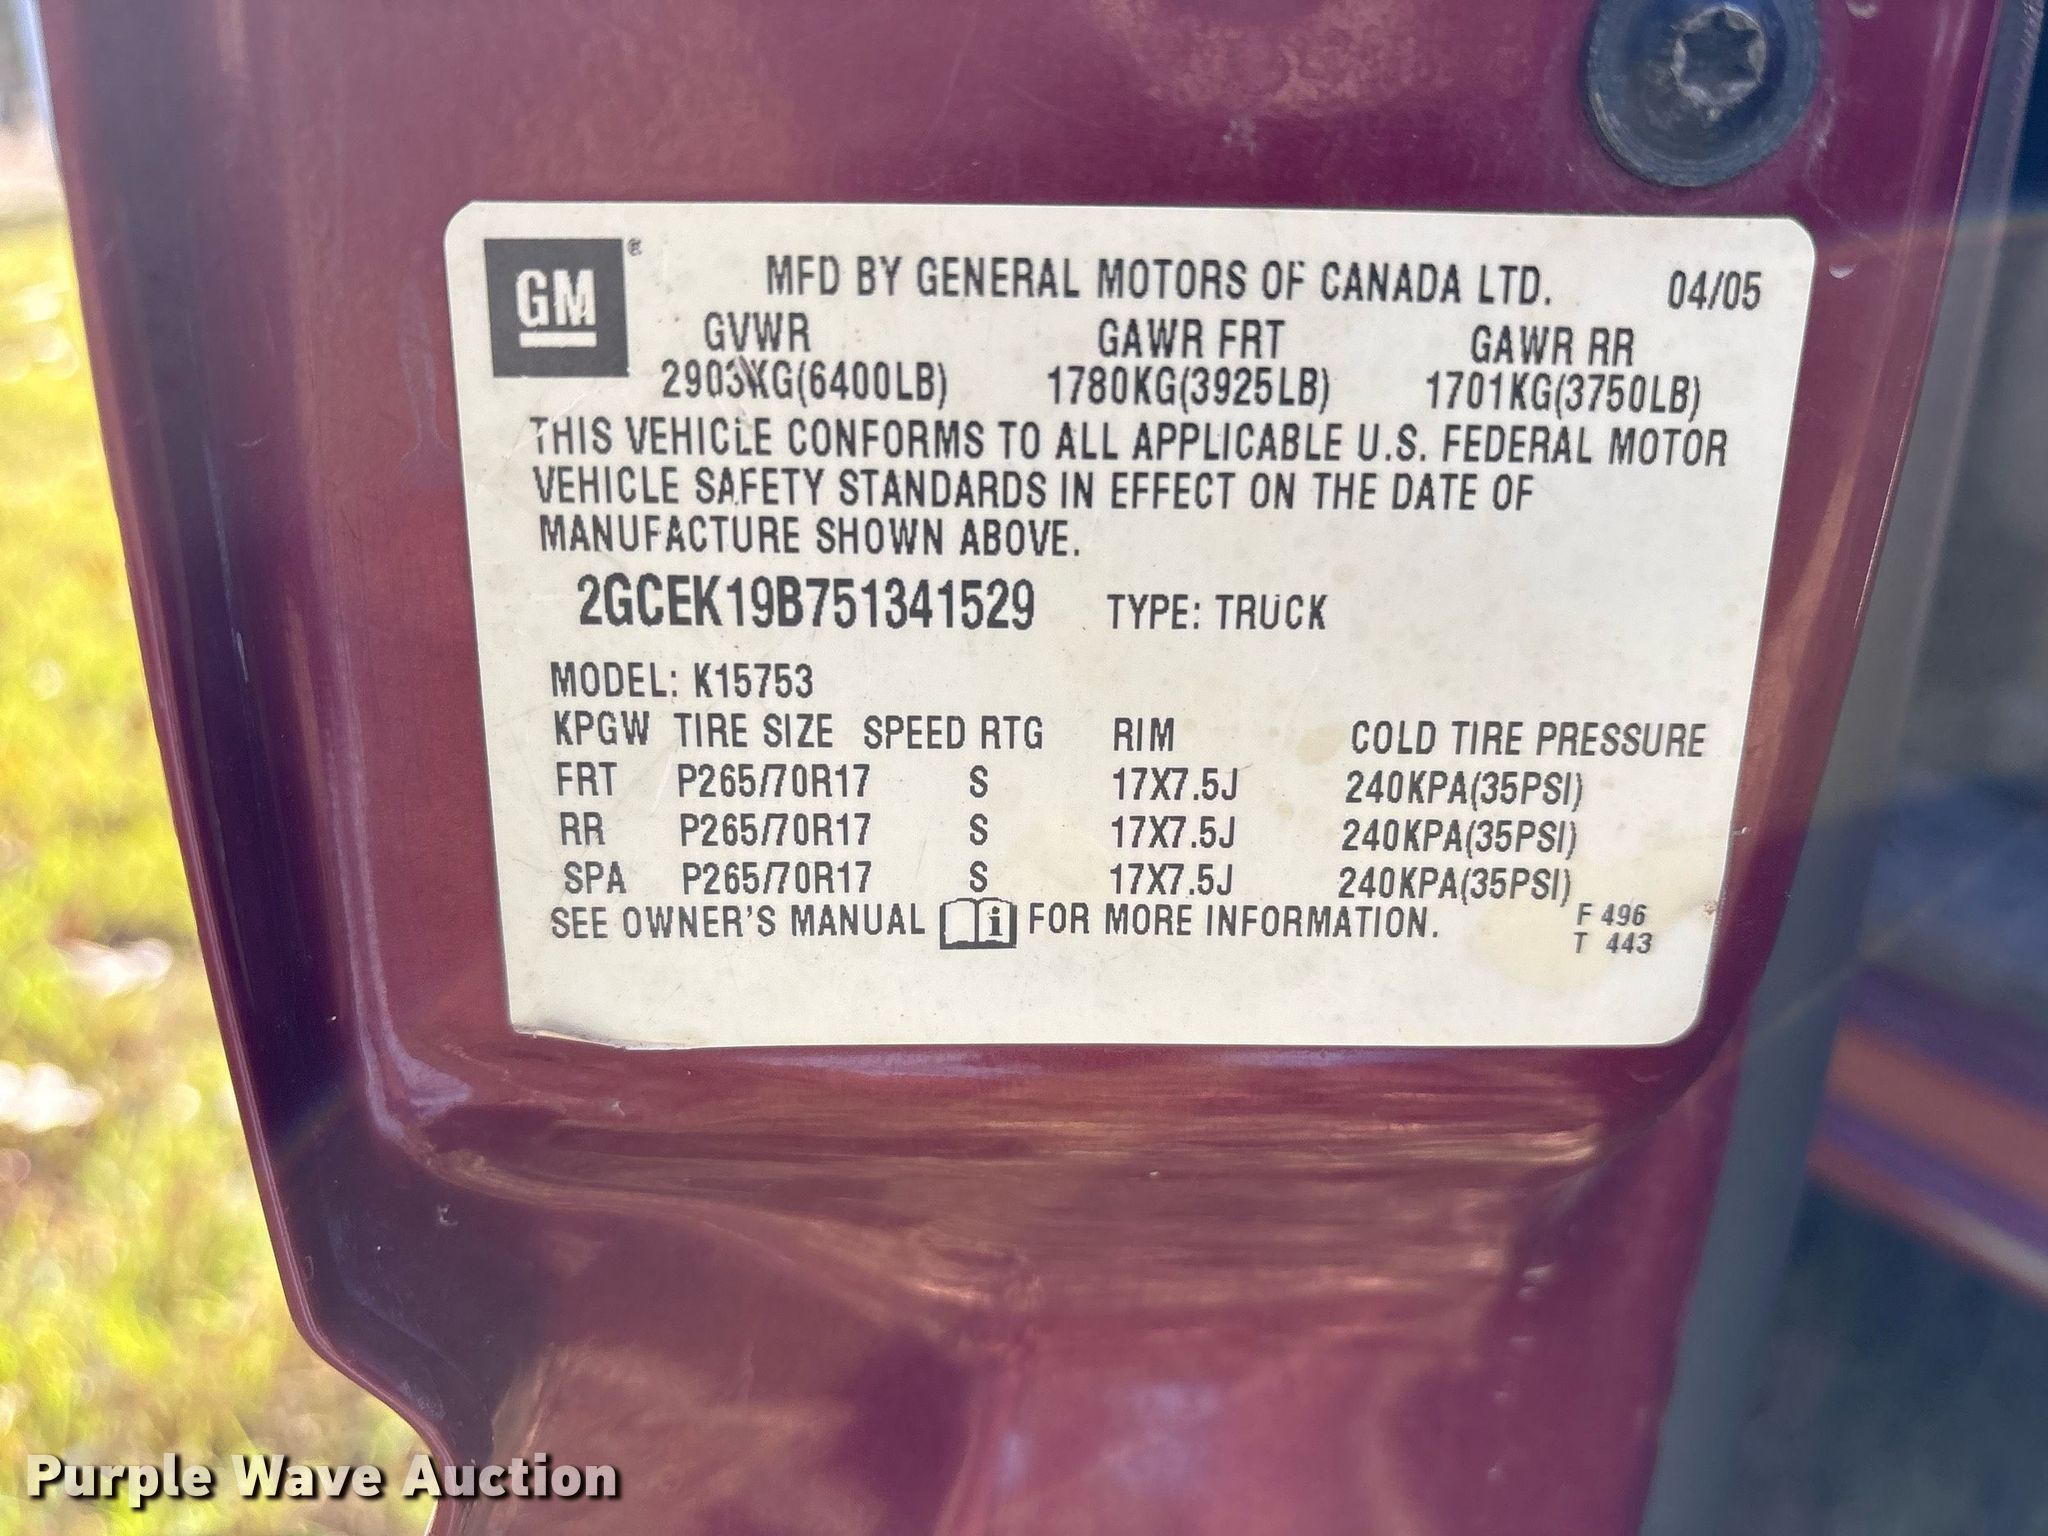 GM ®
MFD BY GENERAL MOTORS OF CANADA LTD. 04/05
GVWR GAWR FRT GAWR RR
2903KG(6400LB) 1780KG(3925LB) 1701KG(3750LB)
THIS VEHICLE CONFORMS TO ALL APPLICABLE U.S. FEDERAL MOTOR
VEHICLE SAFETY STANDARDS IN EFFECT ON THE DATE OF
MANUFACTURE SHOWN ABOVE.
2GCEK19B751341529 TYPE: TRUCK
MODEL: K15753
KPGW TIRE SIZE SPEED RTG RIM COLD TIRE PRESSURE
FRT P265/70R17 S 17X7.5J 240KPA(35PSI)
RR P265/70R17 S 17X7.5J 240KPA(35PSI)
SPA P265/70R17 S 17X7.5J 240KPA(35PSI)
SEE OWNER'S MANUAL i FOR MORE INFORMATION.
F 496
T 443
Purple Wave Auction